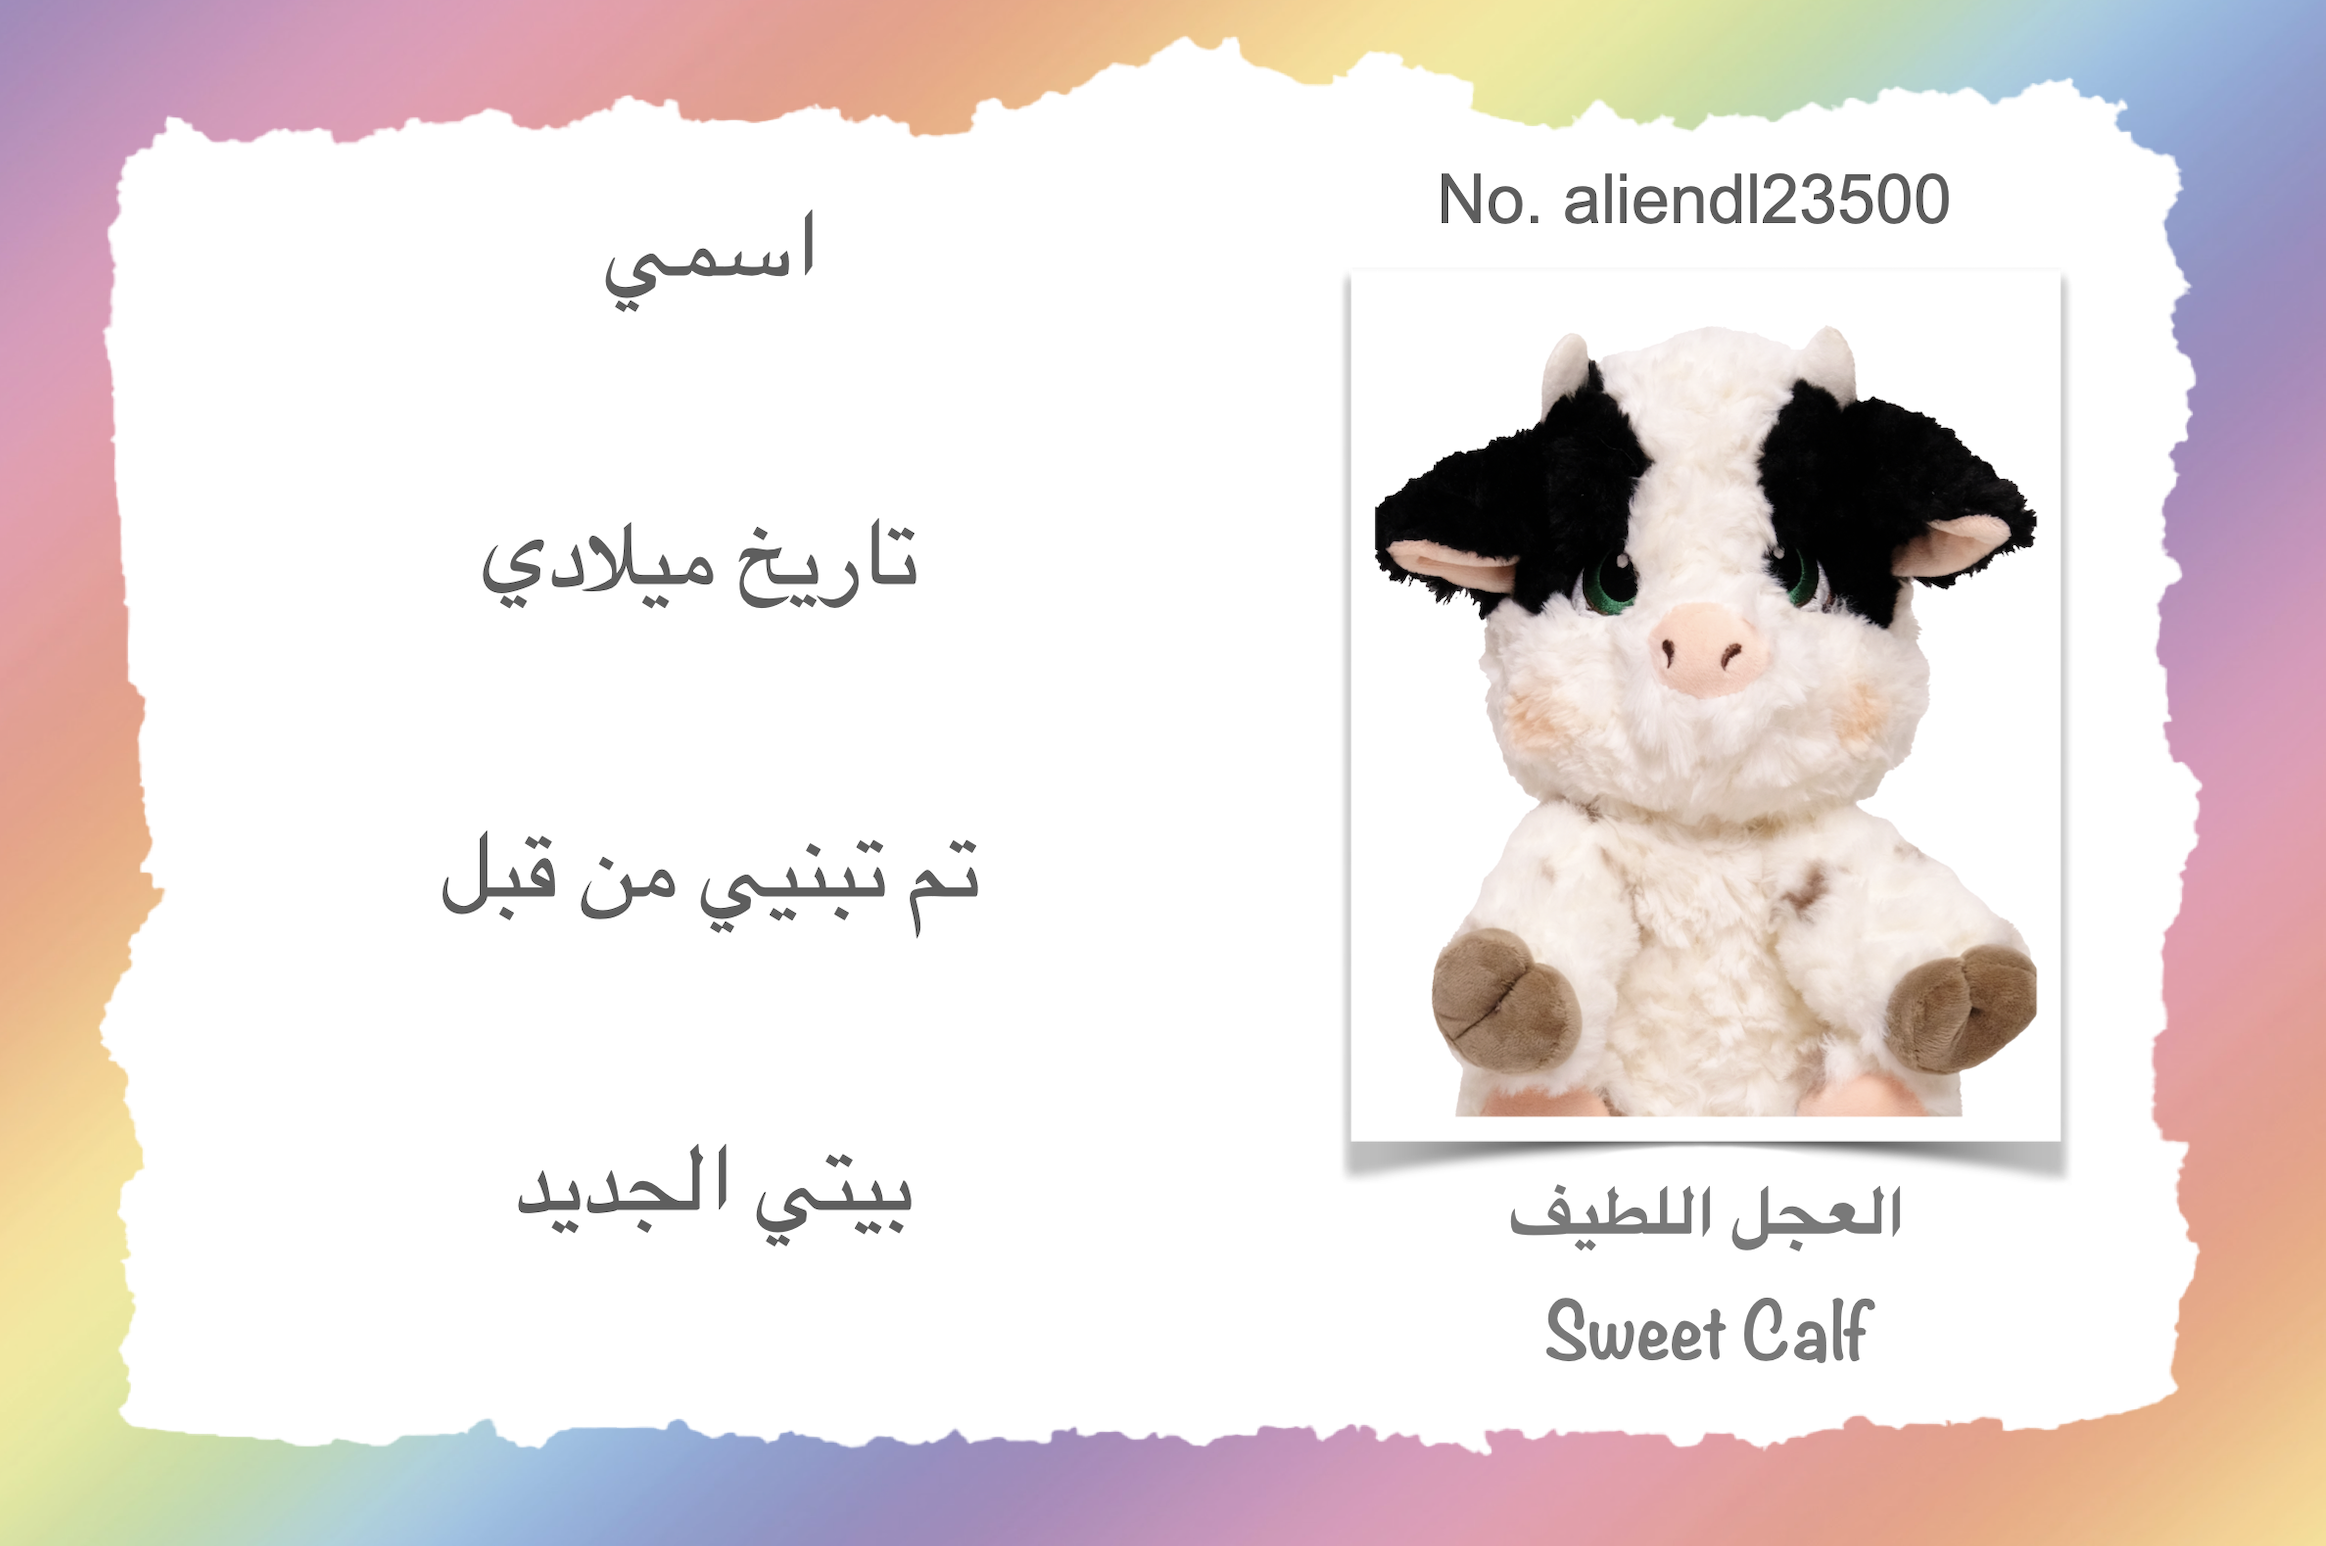 No. aliendl23500
اسمي
تاريخ ميلادي
تم تبنيي من قبل
بيتي الجديد
العجل اللطيف
Sweet Calf